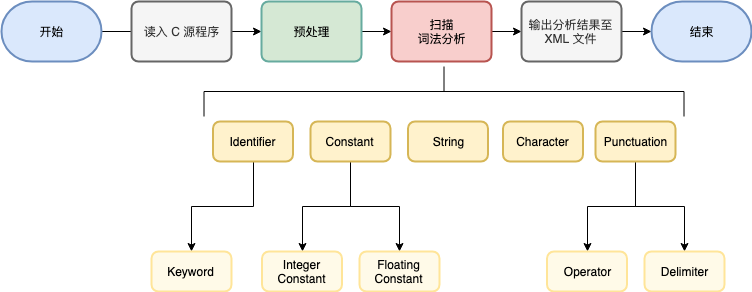 开始
读入 C 源程序
预处理
扫描
词法分析
输出分析结果至
XML 文件
结束
Identifier
Constant
String
Character
Punctuation
Keyword
Integer
Constant
Floating
Constant
Operator
Delimiter